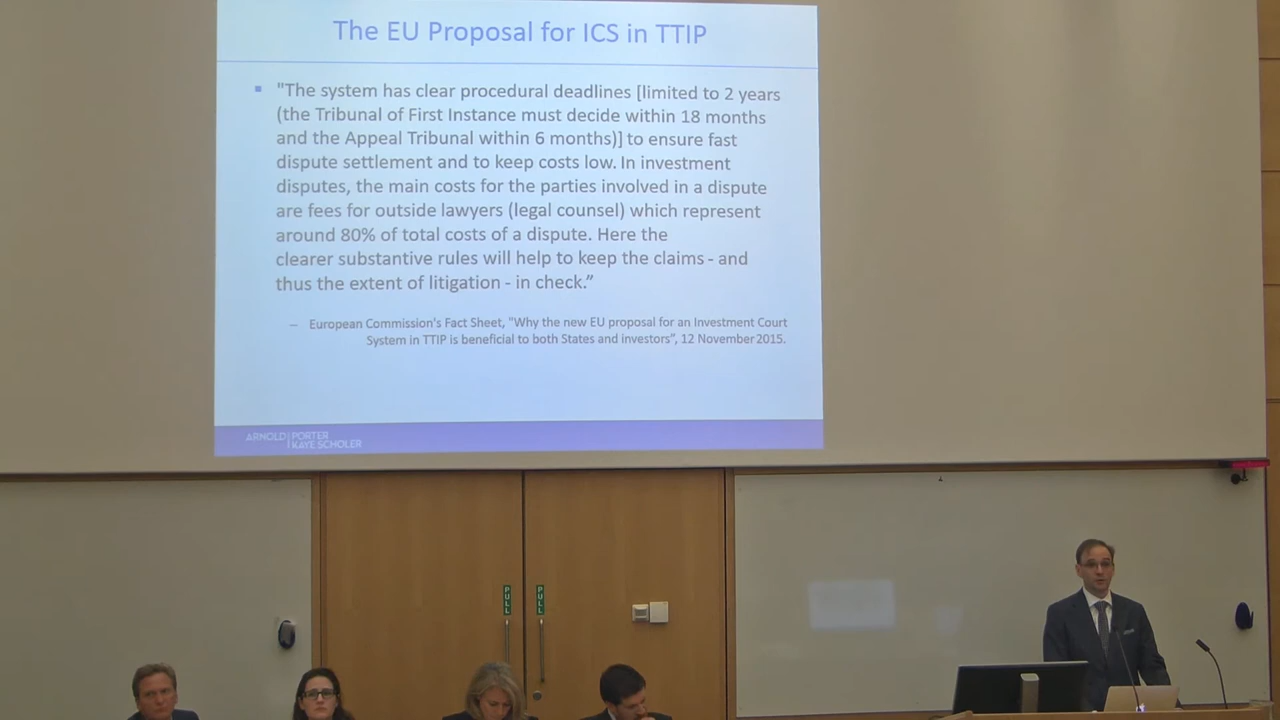 The EU Proposal for ICS in TTIP
"The system has clear procedural deadlines [limited to 2 years
(the Tribunal of First Instance must decide within 18 months
and the Appeal Tribunal within 6 months)] to ensure fast
dispute settlement and to keep costs low. In investment
disputes, the main costs for the parties involved in a dispute
are fees for outside lawyers (legal counsel) which represent
around 80% of total costs of a dispute. Here the
clearer substantive rules will help to keep the claims - and
thus the extent of litigation - in check.”
– European Commission's Fact Sheet, "Why the new EU proposal for an Investment Court
System in TTIP is beneficial to both States and investors”, 12 November 2015.
ARNOLD | PORTER
KAYE SCHOLER
PULL
PULL